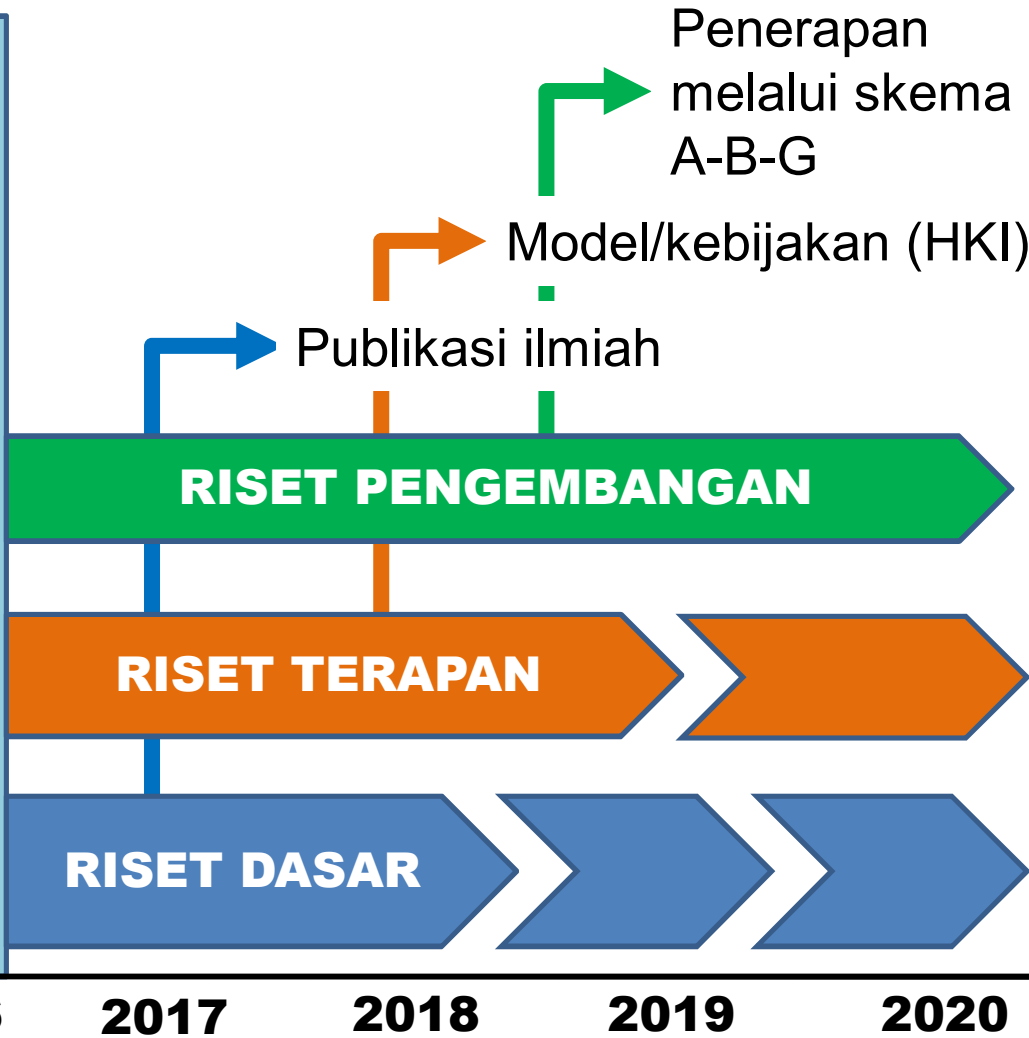 Penerapan
melalui skema
A-B-G
Model/kebijakan (HKI)
Publikasi ilmiah
RISET PENGEMBANGAN
RISET TERAPAN
RISET DASAR
2017 2018 2019 2020